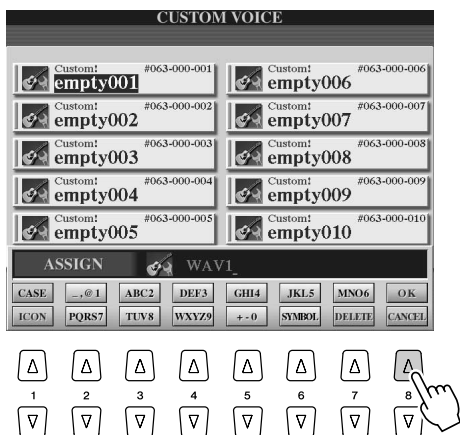 CUSTOM VOICE
Custom! #063-000-001
empty001
Custom! #063-000-002
empty002
Custom! #063-000-003
empty003
Custom! #063-000-004
empty004
Custom! #063-000-005
empty005
Custom! #063-000-006
empty006
Custom! #063-000-007
empty007
Custom! #063-000-008
empty008
Custom! #063-000-009
empty009
Custom! #063-000-010
empty010
ASSIGN WAV1_
CASE _,@1 ABC2 DEF3 GHI4 JKL5 MNO6 OK
ICON PQRS7 TUV8 WXYZ9 +-0 SYMBOL DELETE CANCEL
1 2 3 4 5 6 7 8